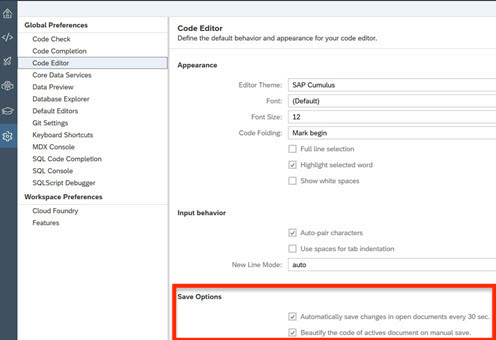 Global Preferences
Code Check
Code Completion
Code Editor
Core Data Services
Data Preview
Database Explorer
Default Editors
Git Settings
Keyboard Shortcuts
MDX Console
SQL Code Completion
SQL Console
SQLScript Debugger
Workspace Preferences
Cloud Foundry
Features
Code Editor
Define the default behavior and appearance for your code editor.
Appearance
Editor Theme: SAP Cumulus
Font: (Default)
Font Size: 12
Code Folding: Mark begin
Full line selection
Highlight selected word
Show white spaces
Input behavior
Auto-pair characters
Use spaces for tab indentation
New Line Mode: auto
Save Options
Automatically save changes in open documents every 30 sec.
Beautify the code of actives document on manual save.